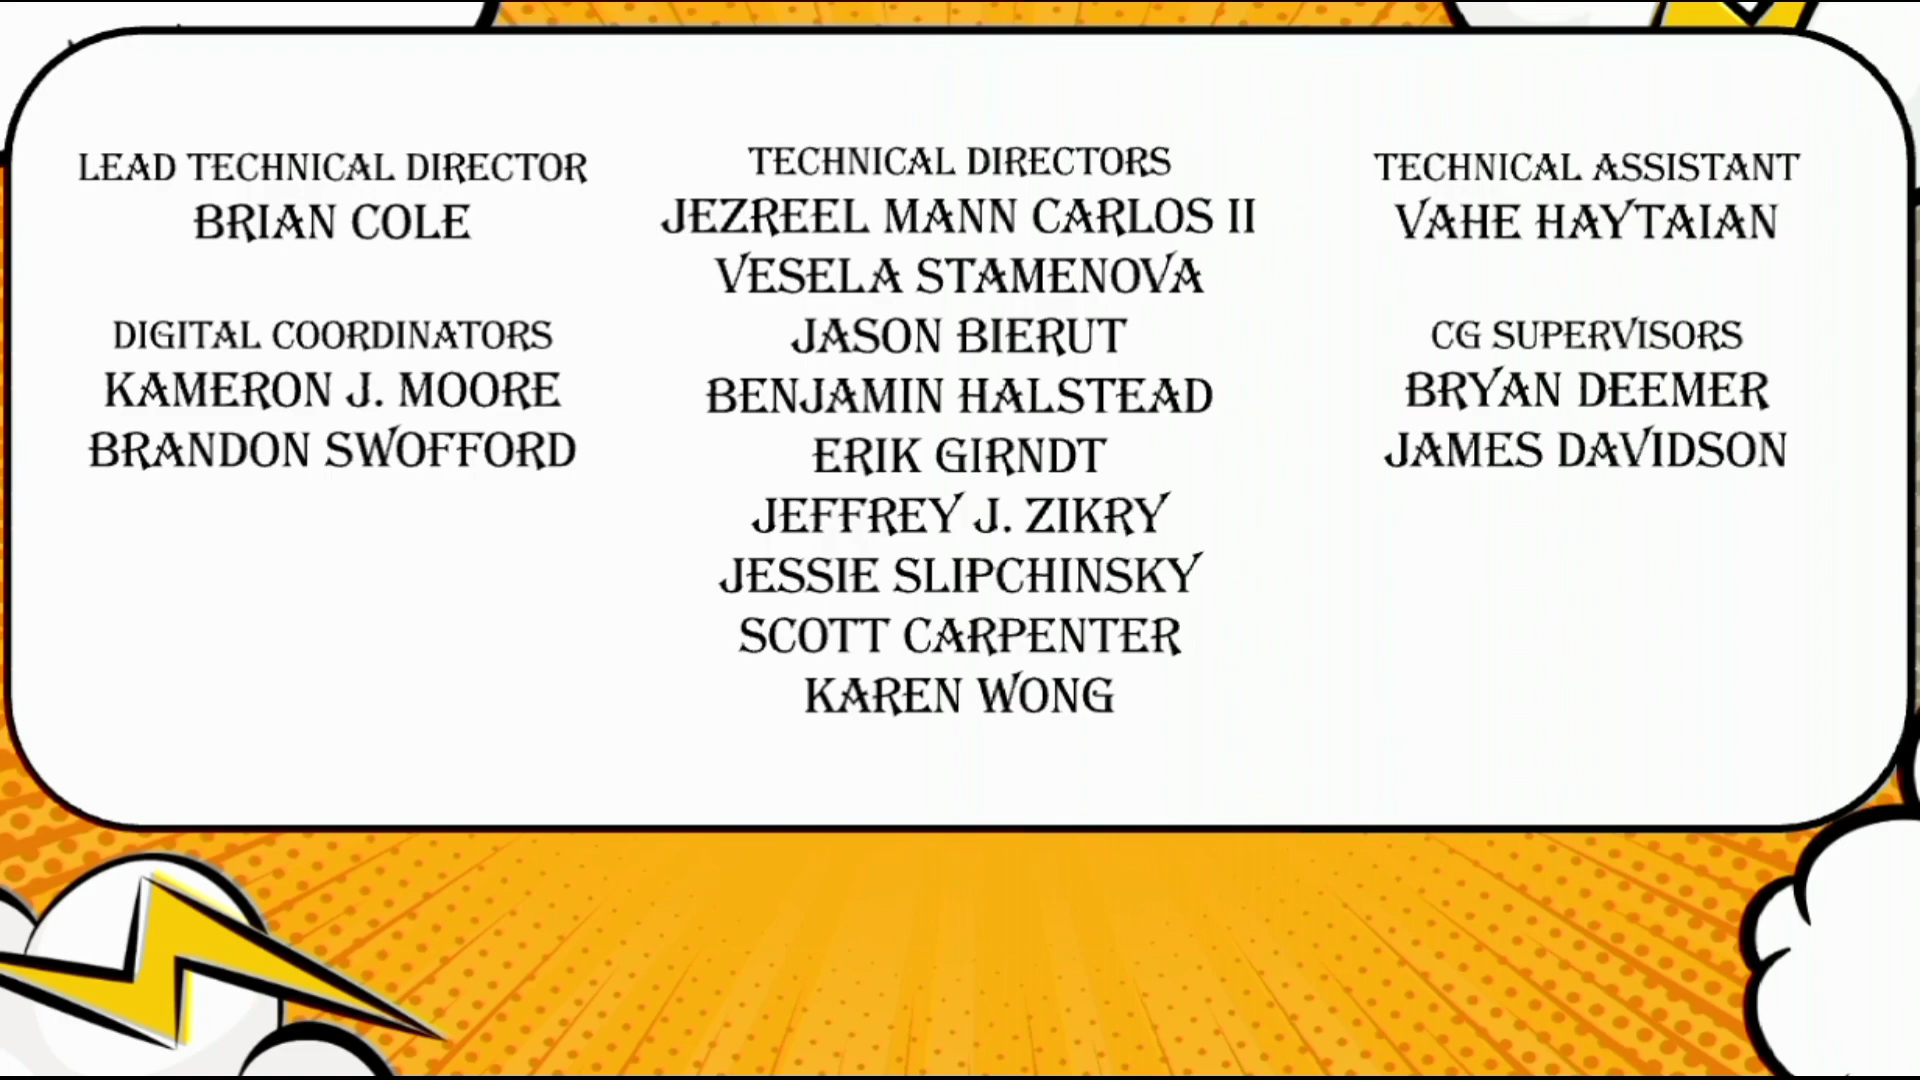 LEAD TECHNICAL DIRECTOR
BRIAN COLE
DIGITAL COORDINATORS
KAMERON J. MOORE
BRANDON SWOFFORD
TECHNICAL DIRECTORS
JEZREEL MANN CARLOS II
VESELA STAMENOVA
JASON BIERUT
BENJAMIN HALSTEAD
ERIK GIRNDT
JEFFREY J. ZIKRY
JESSIE SLIPCHINSKY
SCOTT CARPENTER
KAREN WONG
TECHNICAL ASSISTANT
VAHE HAYTAIAN
CG SUPERVISORS
BRYAN DEEMER
JAMES DAVIDSON